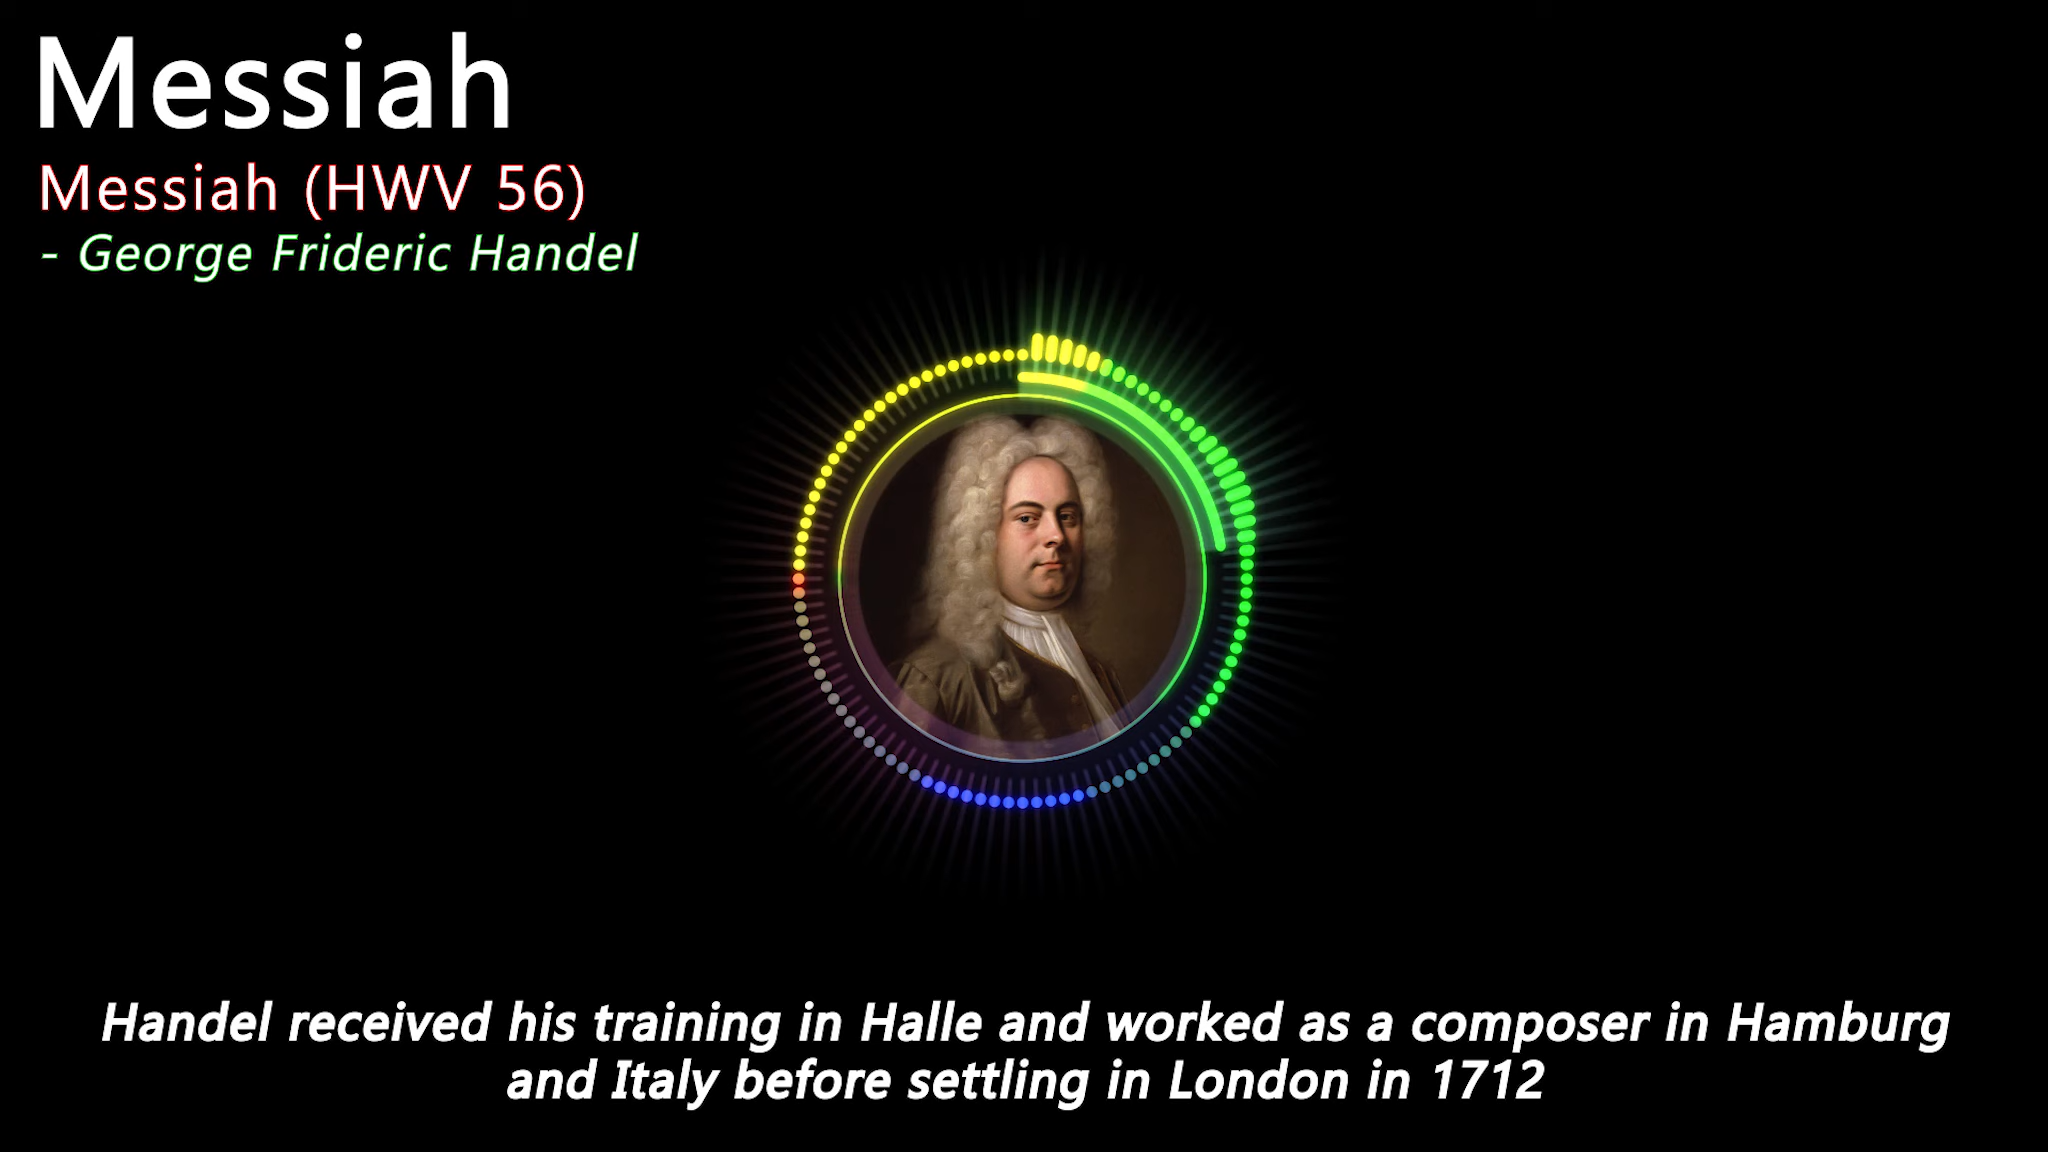 Messiah
Messiah (HWV 56)
- George Frideric Handel
Handel received his training in Halle and worked as a composer in Hamburg
and Italy before settling in London in 1712